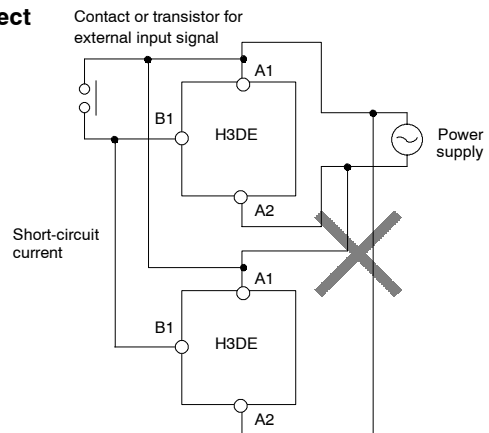 ect
Contact or transistor for
external input signal
A1
B1
H3DE
Power
supply
A2
Short-circuit
current
A1
B1
H3DE
A2